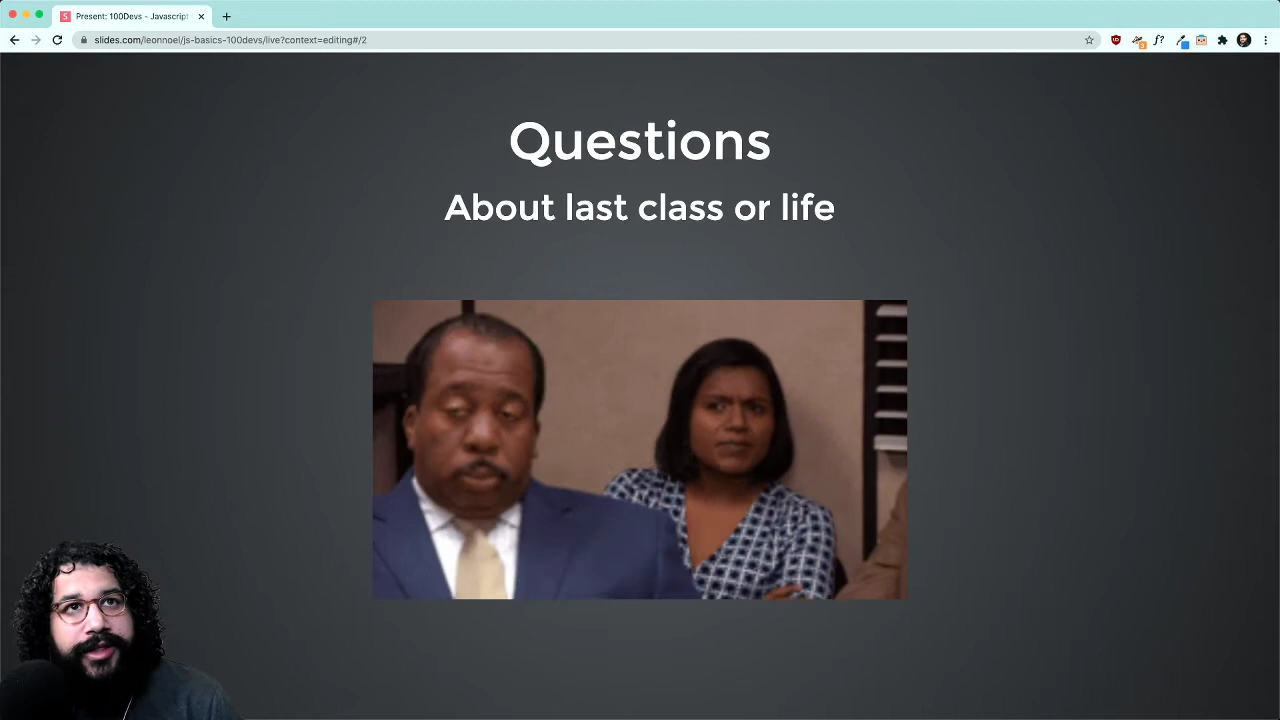 Present: 100Devs - Javascript
slides.com/leonnoel/js-basics-100devs/live?context=editing#/2
f?
3
Questions
About last class or life